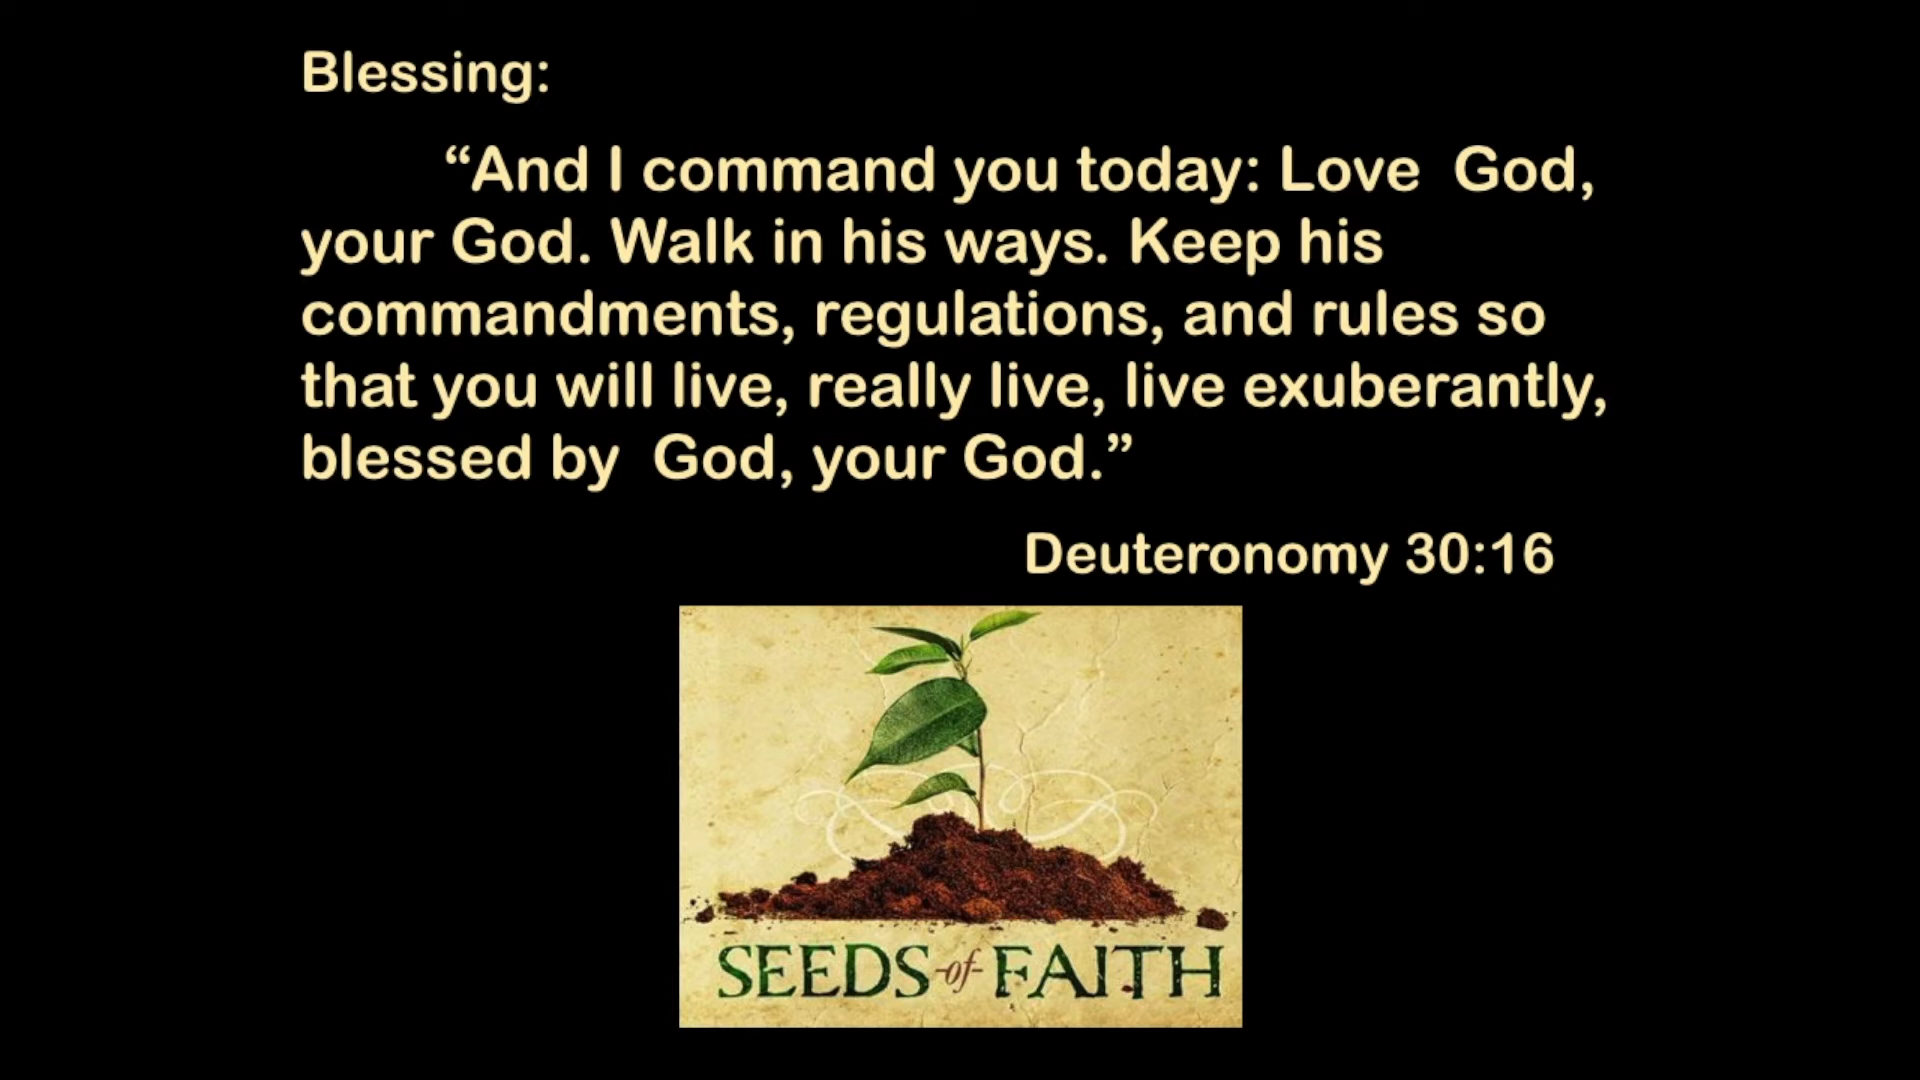 Blessing:
“And I command you today: Love  God,
your God. Walk in his ways. Keep his
commandments, regulations, and rules so
that you will live, really live, live exuberantly,
blessed by  God, your God.”
Deuteronomy 30:16
SEEDS -of- FAITH